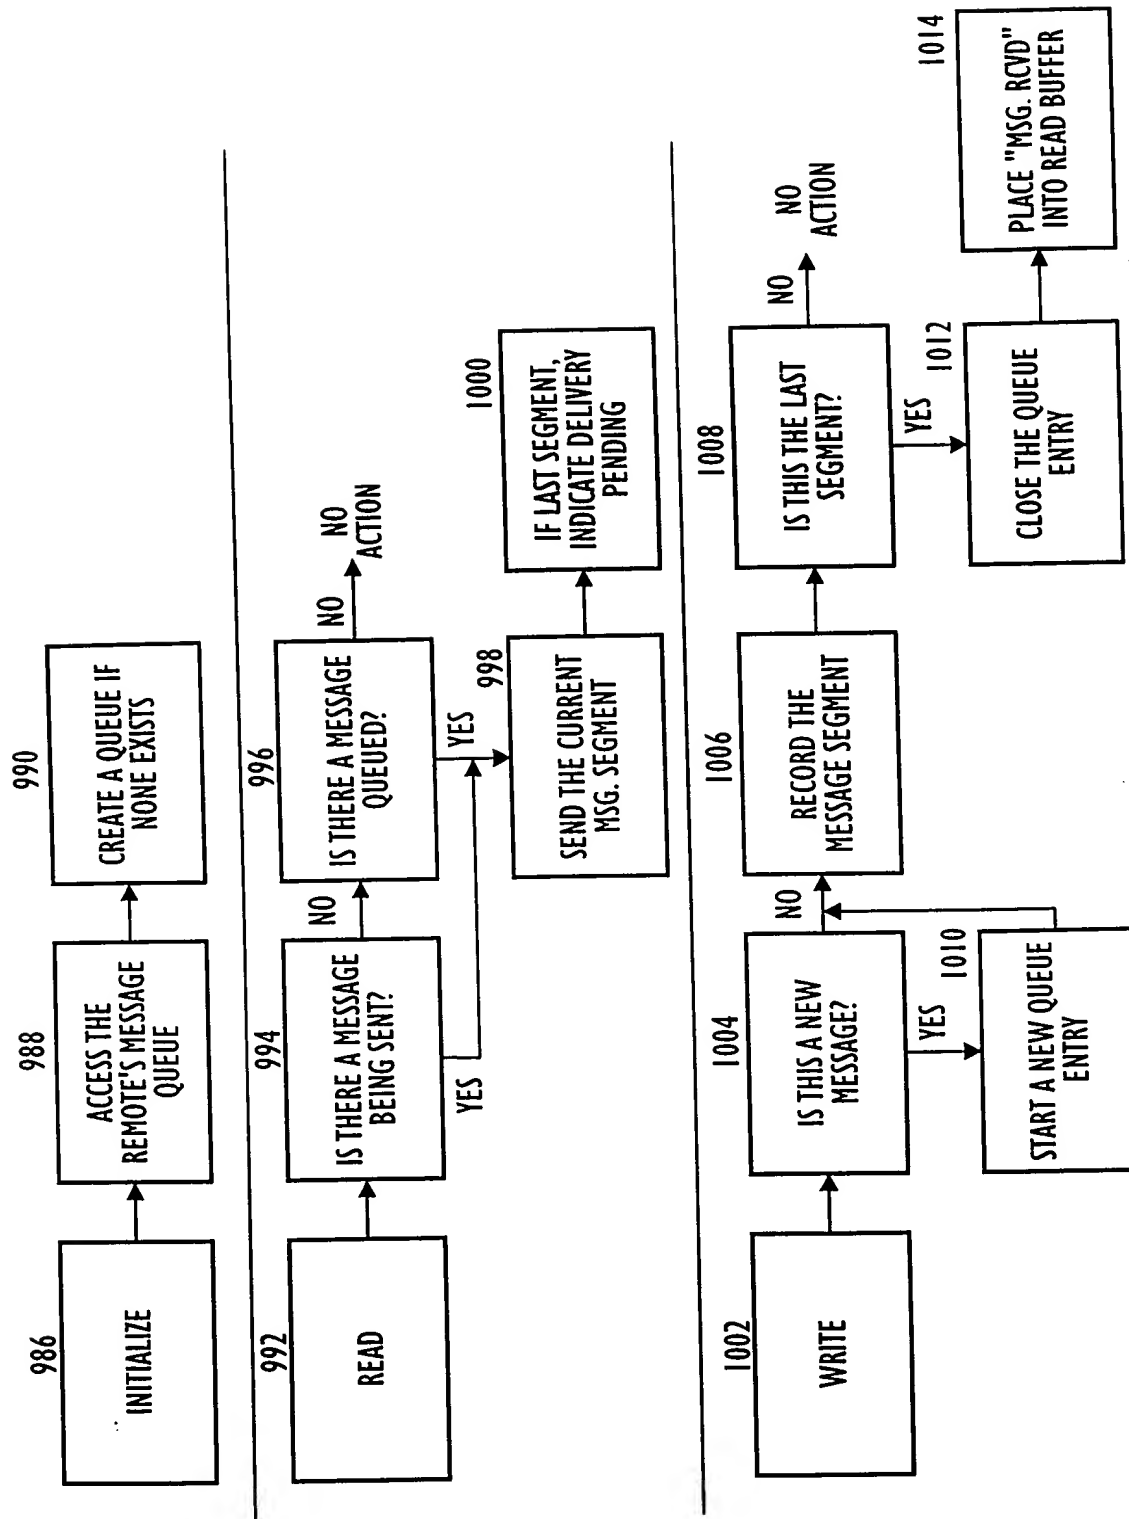 986
INITIALIZE
988
ACCESS THE
REMOTE'S MESSAGE
QUEUE
990
CREATE A QUEUE IF
NONE EXISTS
992
READ
994
IS THERE A MESSAGE
BEING SENT?
NO
YES
996
IS THERE A MESSAGE
QUEUED?
NO
NO
ACTION
YES
998
SEND THE CURRENT
MSG. SEGMENT
1000
IF LAST SEGMENT,
INDICATE DELIVERY
PENDING
1002
WRITE
1004
IS THIS A NEW
MESSAGE?
NO
YES
1010
START A NEW QUEUE
ENTRY
1006
RECORD THE
MESSAGE SEGMENT
1008
IS THIS THE LAST
SEGMENT?
NO
NO
ACTION
YES
1012
CLOSE THE QUEUE
ENTRY
1014
PLACE "MSG. RCVD"
INTO READ BUFFER